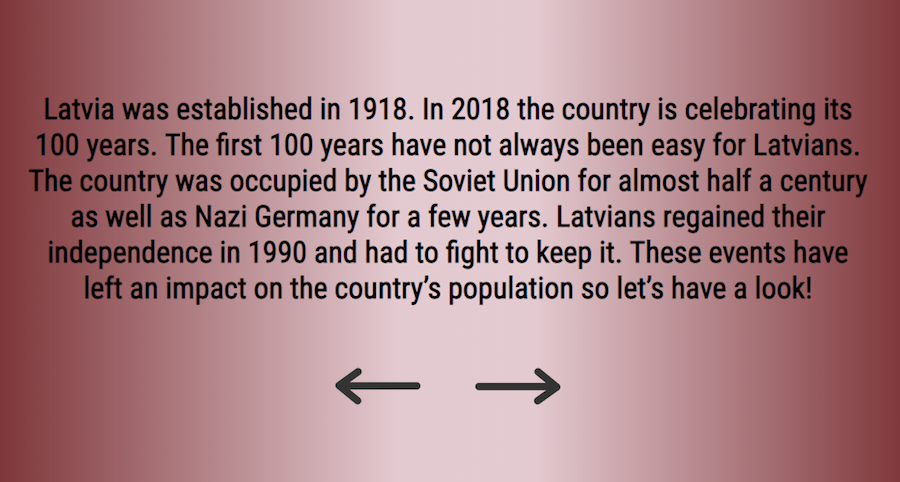 Latvia was established in 1918. In 2018 the country is celebrating its
100 years. The first 100 years have not always been easy for Latvians.
The country was occupied by the Soviet Union for almost half a century
as well as Nazi Germany for a few years. Latvians regained their
independence in 1990 and had to fight to keep it. These events have
left an impact on the country’s population so let’s have a look!